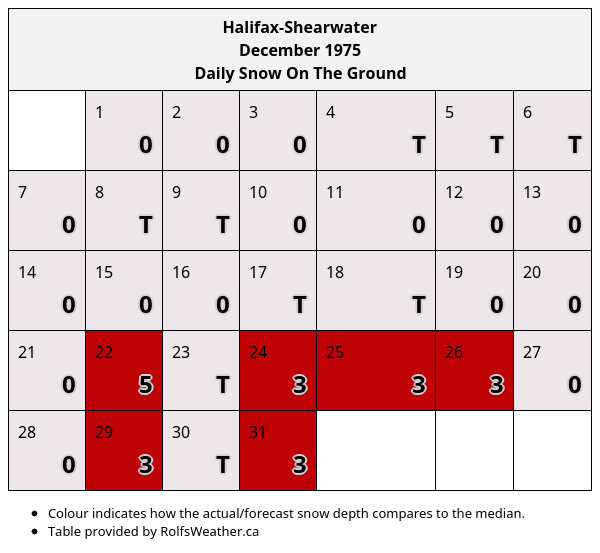 Halifax-Shearwater
December 1975
Daily Snow On The Ground
1 2 3 4 5 6
0 0 0 T T T
7 8 9 10 11 12 13
0 T T 0 0 0 0
14 15 16 17 18 19 20
0 0 0 T T 0 0
21 22 23 24 25 26 27
0 5 T 3 3 3 0
28 29 30 31
0 3 T 3
• Colour indicates how the actual/forecast snow depth compares to the median.
• Table provided by RolfsWeather.ca